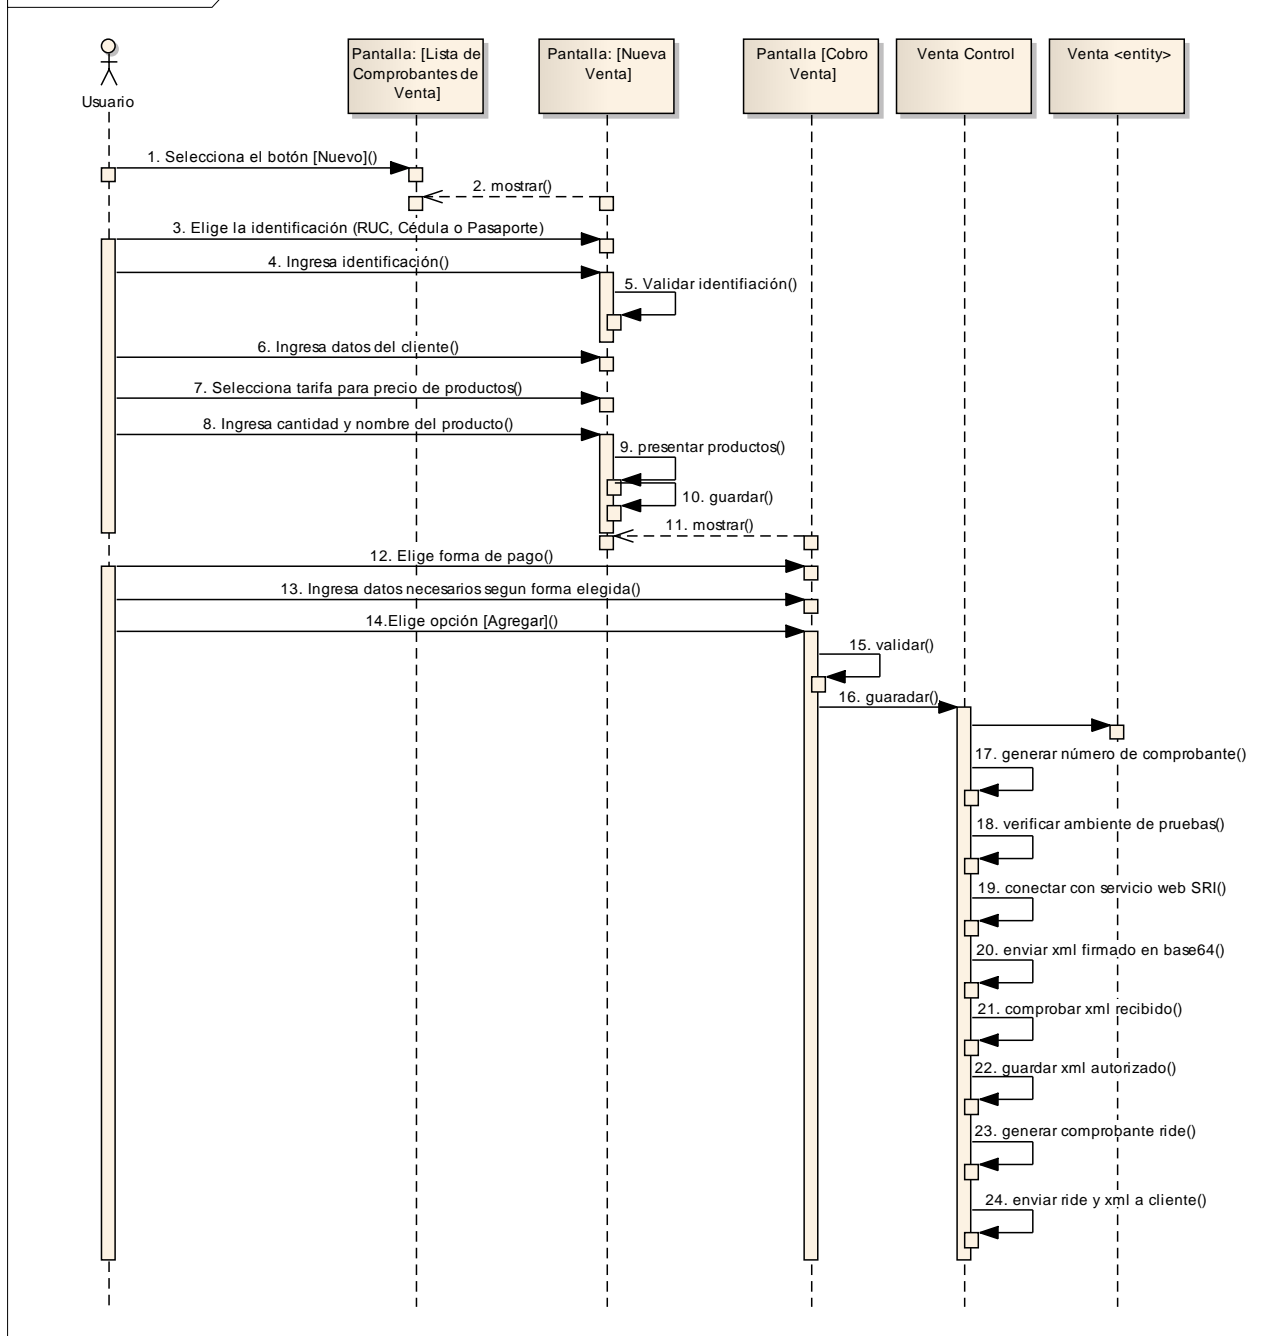 Usuario
Pantalla: [Lista de
Comprobantes de
Venta]
Pantalla: [Nueva
Venta]
Pantalla [Cobro
Venta]
Venta Control
Venta <entity>
1. Selecciona el botón [Nuevo]()
2. mostrar()
3. Elige la identificación (RUC, Cédula o Pasaporte)
4. Ingresa identificación()
5. Validar identifiación()
6. Ingresa datos del cliente()
7. Selecciona tarifa para precio de productos()
8. Ingresa cantidad y nombre del producto()
9. presentar productos()
10. guardar()
11. mostrar()
12. Elige forma de pago()
13. Ingresa datos necesarios segun forma elegida()
14.Elige opción [Agregar]()
15. validar()
16. guaradar()
17. generar número de comprobante()
18. verificar ambiente de pruebas()
19. conectar con servicio web SRI()
20. enviar xml firmado en base64()
21. comprobar xml recibido()
22. guardar xml autorizado()
23. generar comprobante ride()
24. enviar ride y xml a cliente()